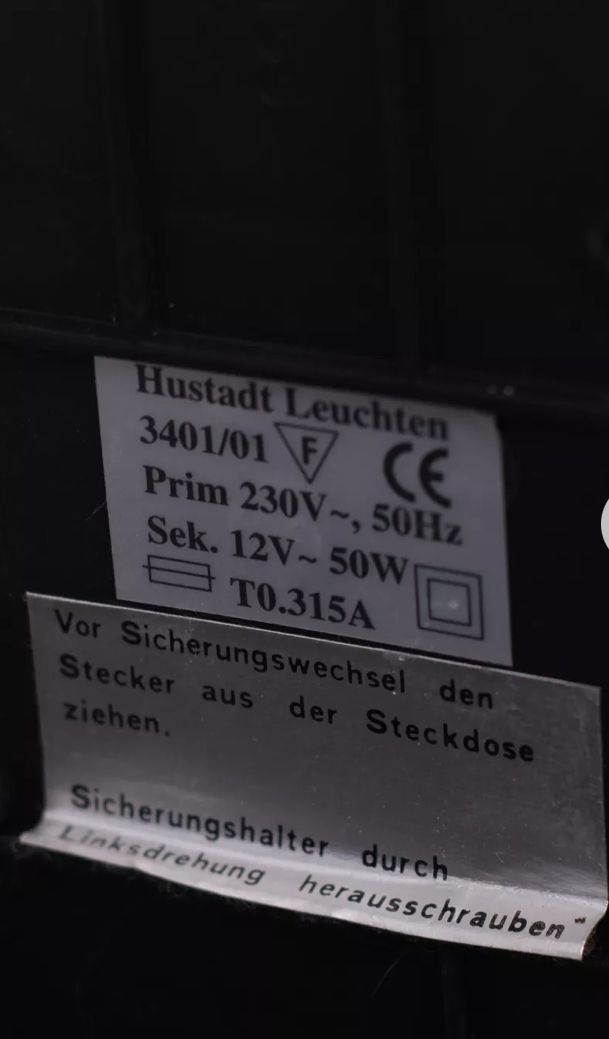 Hustadt Leuchten
3401/01 F CE
Prim 230V~, 50Hz
Sek. 12V~ 50W
T0.315A
Vor Sicherungswechsel den
Stecker aus der Steckdose
ziehen.
Sicherungshalter durch
Linksdrehung herausschrauben